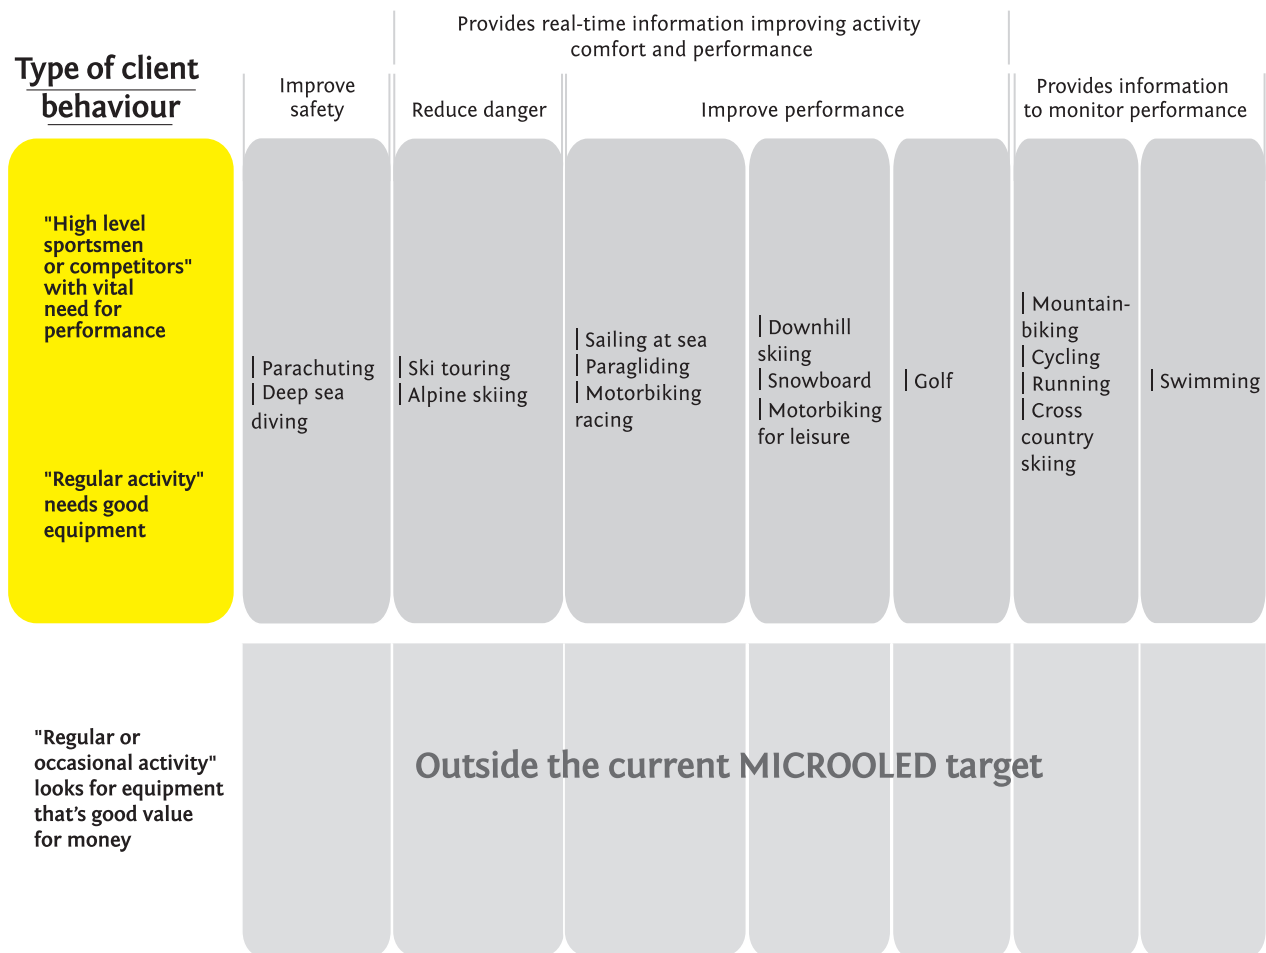 Provides real-time information improving activity
comfort and performance
Type of client
behaviour
Improve
safety
Reduce danger
Improve performance
Provides information
to monitor performance
"High level
sportsmen
or competitors"
with vital
need for
performance
"Regular activity"
needs good
equipment
| Parachuting
| Deep sea
diving
| Ski touring
| Alpine skiing
| Sailing at sea
| Paragliding
| Motorbiking
racing
| Downhill
skiing
| Snowboard
| Motorbiking
for leisure
| Golf
| Mountain-
biking
| Cycling
| Running
| Cross
country
skiing
| Swimming
"Regular or
occasional activity"
looks for equipment
that’s good value
for money
Outside the current MICROOLED target